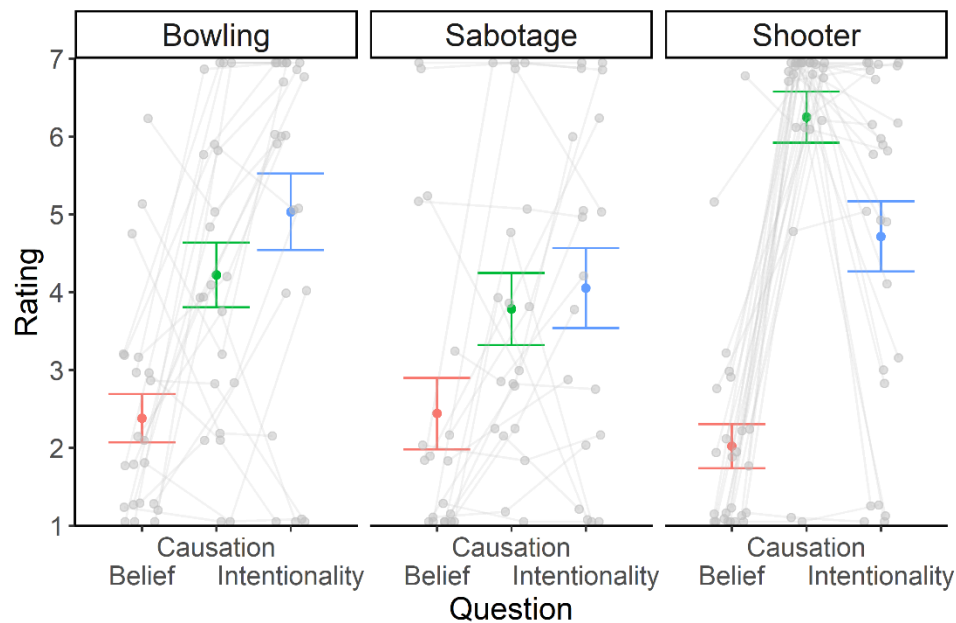 Bowling Sabotage Shooter
Rating
7
6
5
4
3
2
1
Causation Causation Causation
Belief Intentionality Belief Intentionality Belief Intentionality
Question